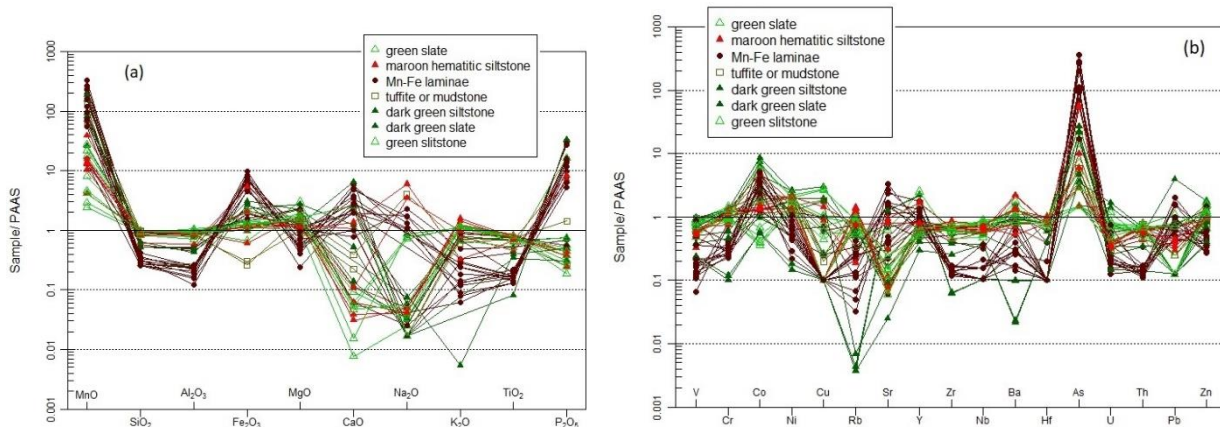 (a)
green slate
maroon hematitic siltstone
Mn-Fe laminae
tuffite or mudstone
dark green siltstone
dark green slate
green slitstone
Sample/ PAAS
1000
100
10
1
0.1
0.01
0.001
MnO Al₂O₃ MgO Na₂O TiO₂
SiO₂ Fe₂O₃ CaO K₂O P₂O₅
(b)
green slate
maroon hematitic siltstone
Mn-Fe laminae
tuffite or mudstone
dark green siltstone
dark green slate
green slitstone
Sample/ PAAS
1000
100
10
1
0.1
0.01
0.001
V Co Cu Sr Zr Ba As Th Zn
Cr Ni Rb Y Nb Hf U Pb